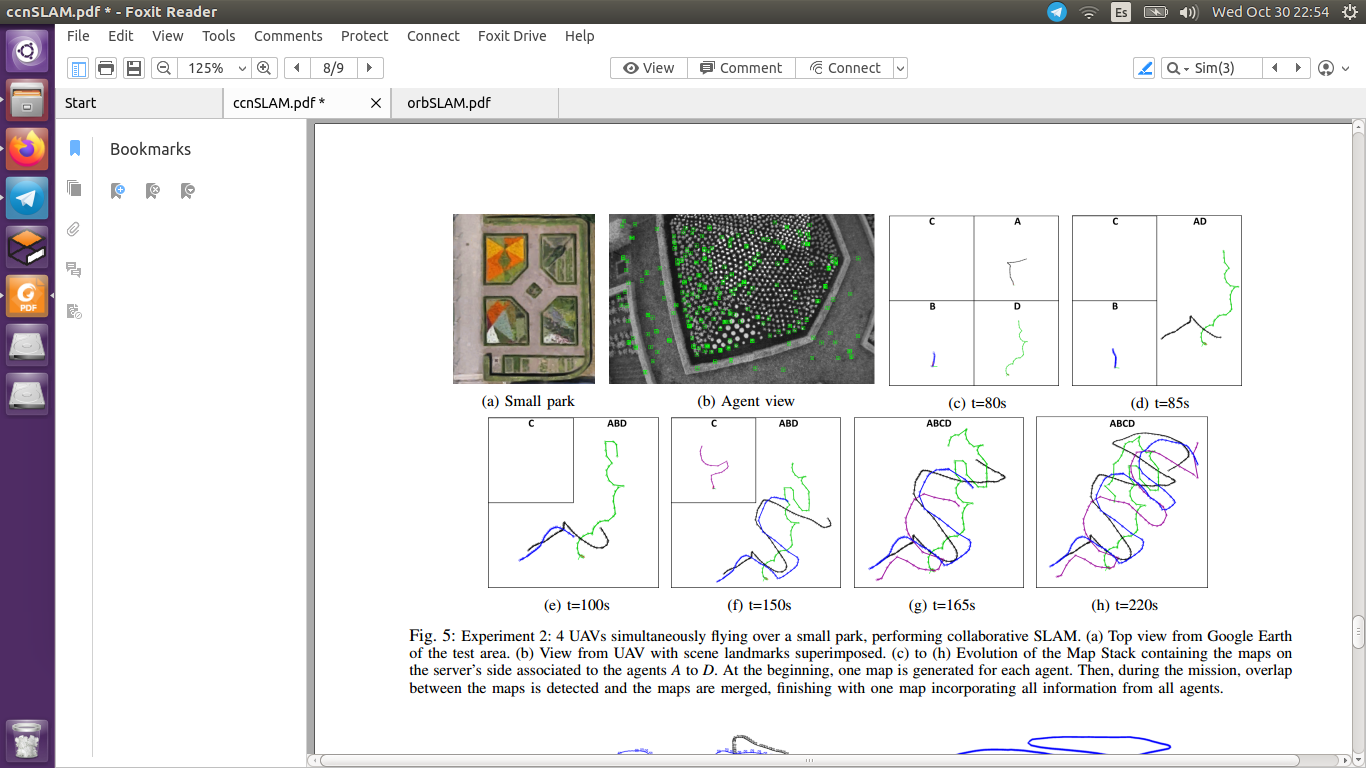 ccnSLAM.pdf * - Foxit Reader
Es
Wed Oct 30 22:54
File Edit View Tools Comments Protect Connect Foxit Drive Help
125%
8/9
View
Comment
Connect
Sim(3)
Start
ccnSLAM.pdf *
orbSLAM.pdf
Bookmarks
PDF
C A
B D
C AD
B
(a) Small park
(b) Agent view
(c) t=80s
(d) t=85s
C ABD
C ABD
ABCD
ABCD
(e) t=100s
(f) t=150s
(g) t=165s
(h) t=220s
Fig. 5: Experiment 2: 4 UAVs simultaneously flying over a small park, performing collaborative SLAM. (a) Top view from Google Earth
of the test area. (b) View from UAV with scene landmarks superimposed. (c) to (h) Evolution of the Map Stack containing the maps on
the server's side associated to the agents A to D. At the beginning, one map is generated for each agent. Then, during the mission, overlap
between the maps is detected and the maps are merged, finishing with one map incorporating all information from all agents.